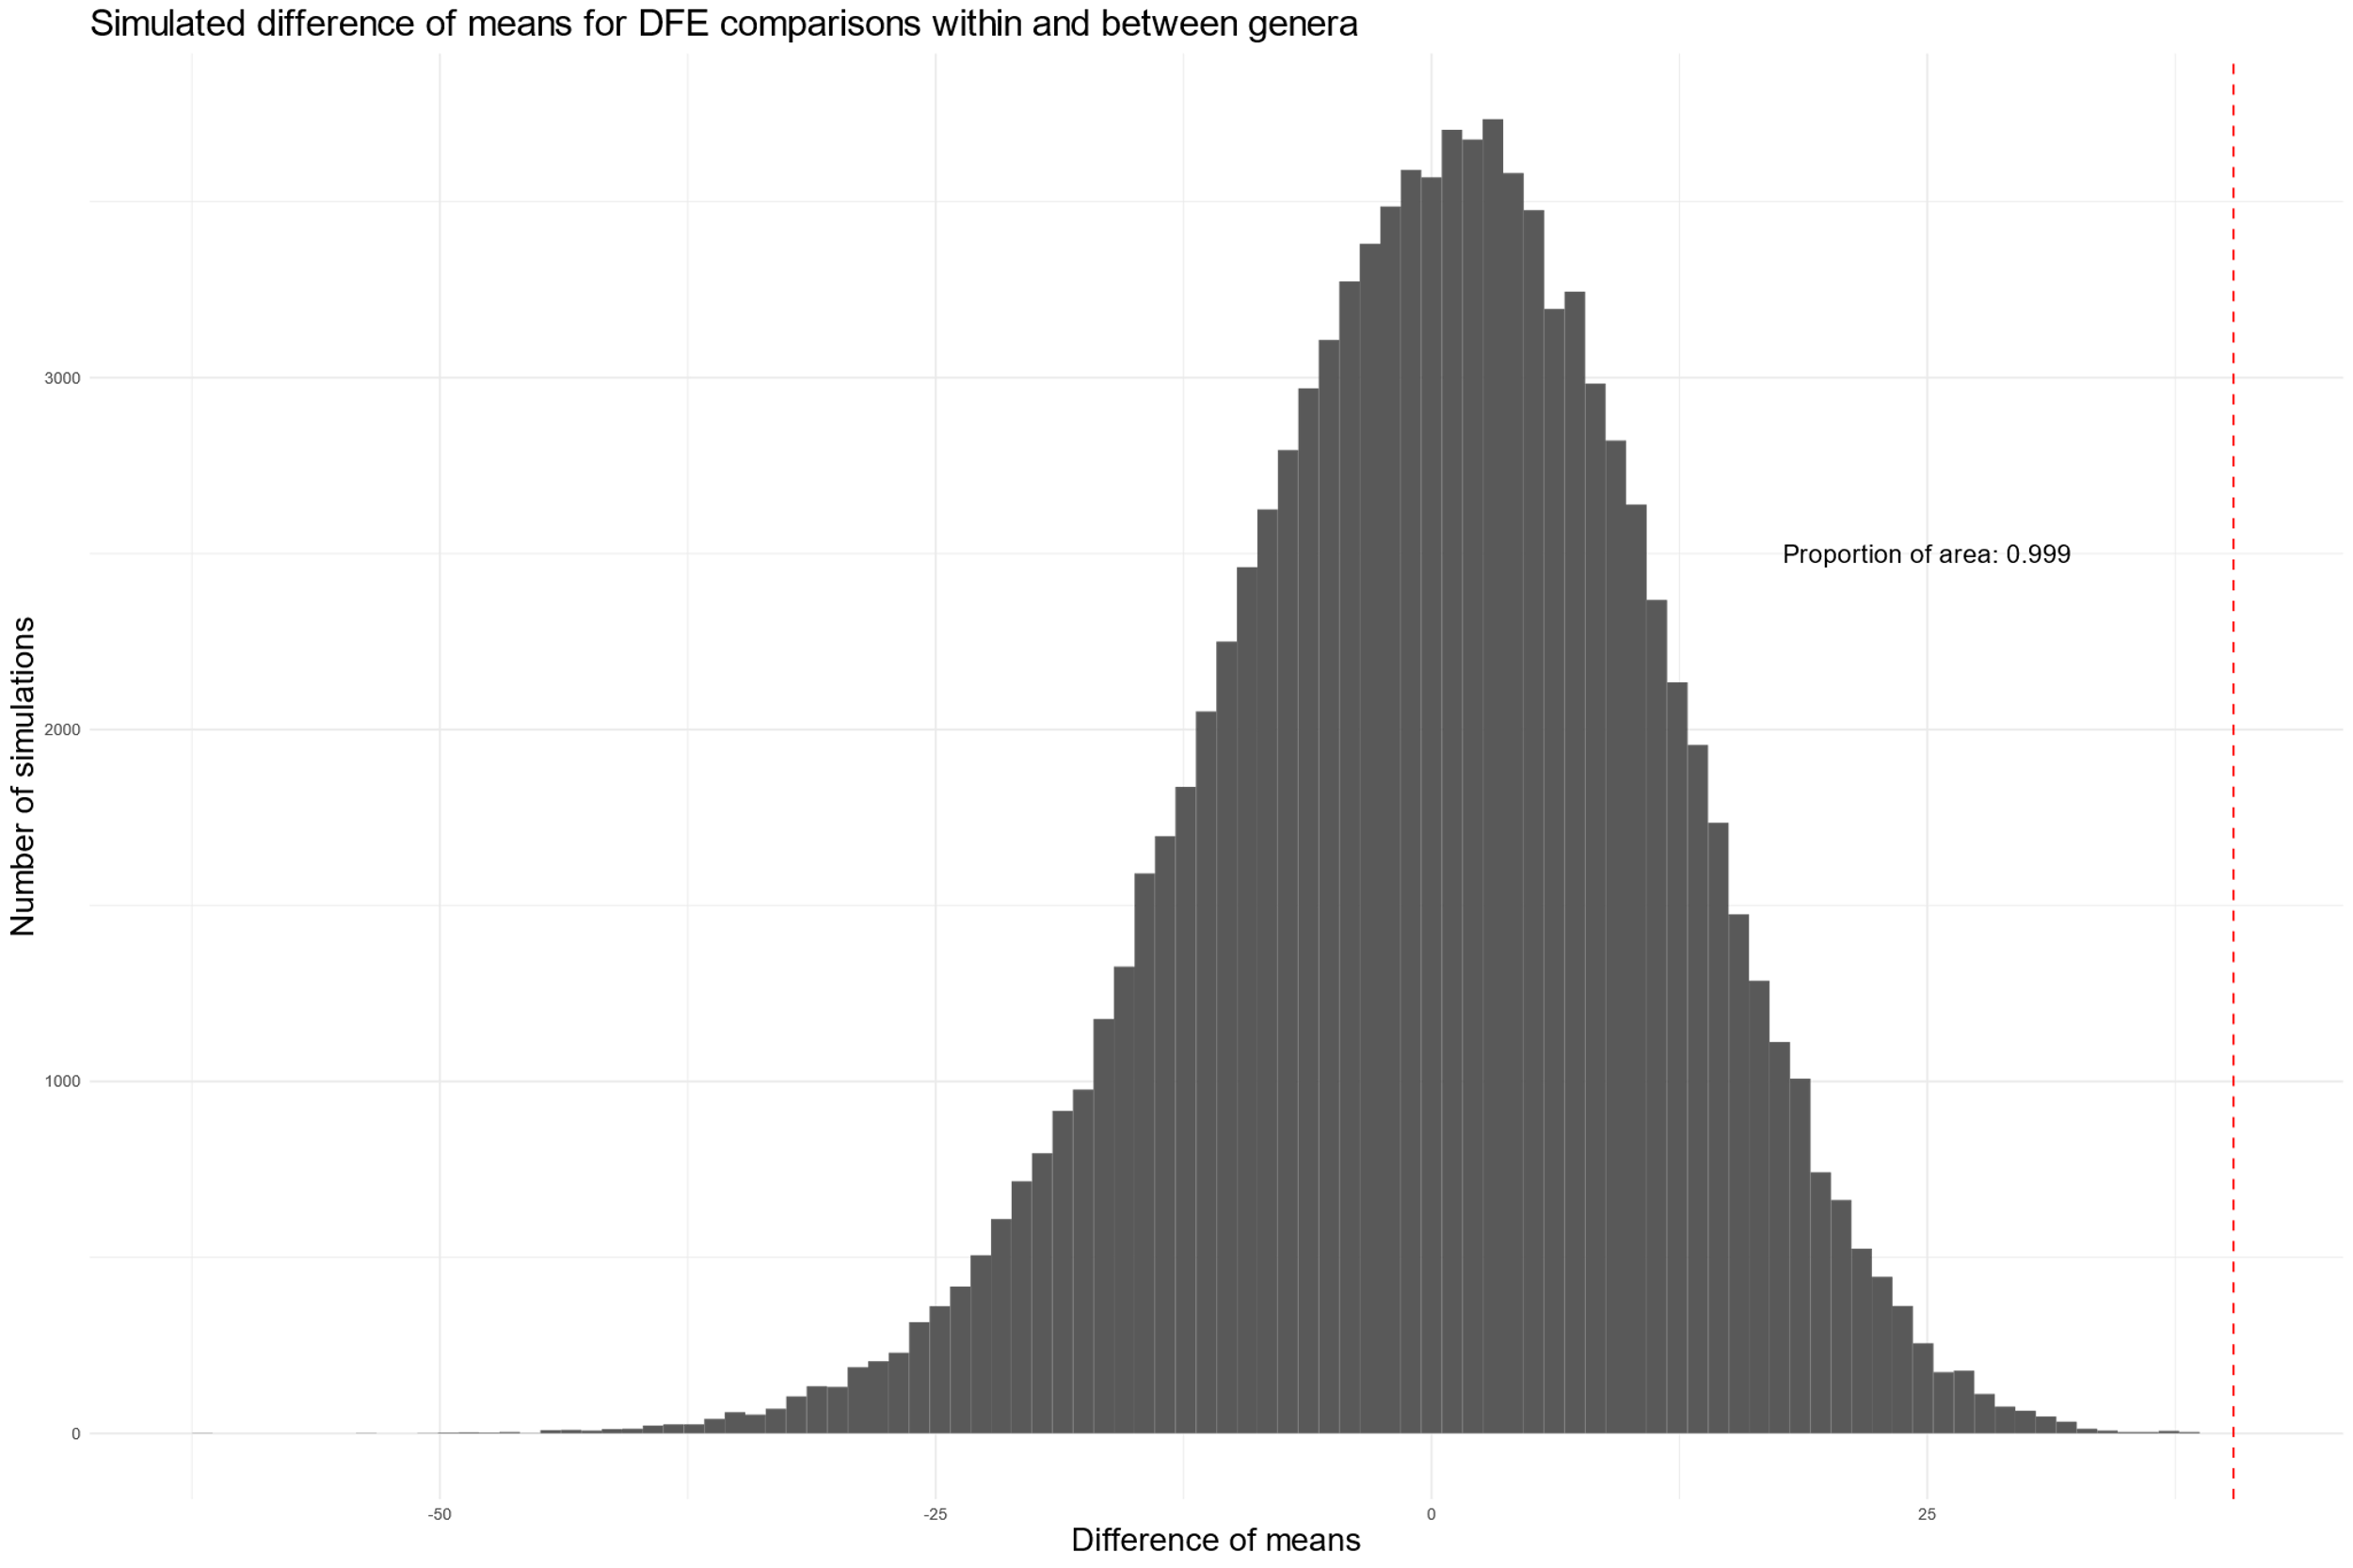 Simulated difference of means for DFE comparisons within and between genera
Number of simulations
3000
2000
1000
0
Proportion of area: 0.999
-50
-25
0
25
Difference of means